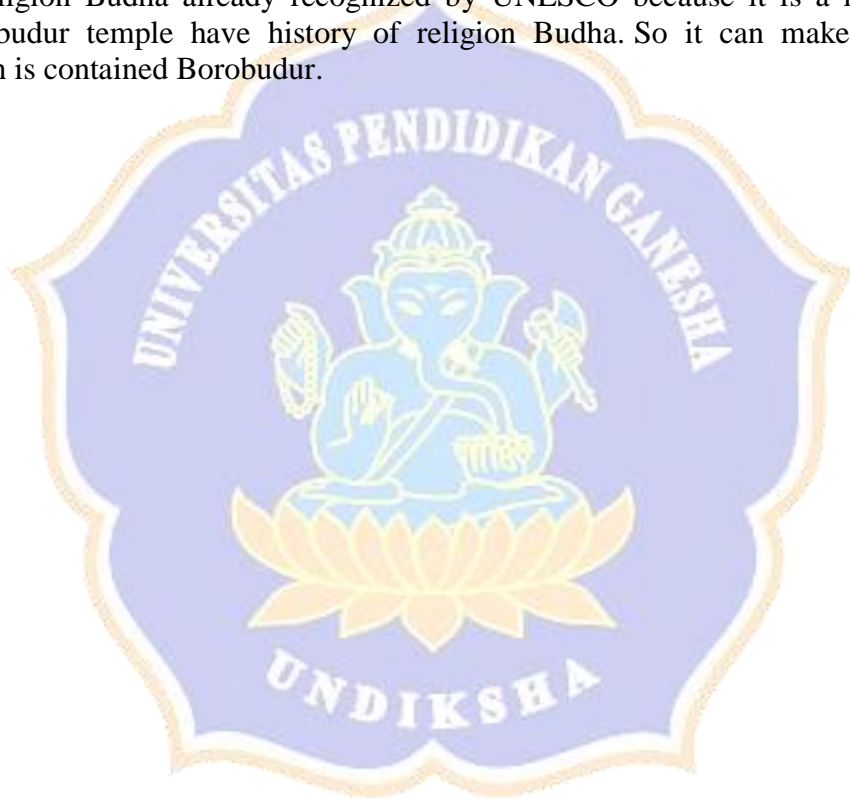 ligion Budha already recognized by UNESCO because it is a
obudur temple have history of religion Budha. So it can make
n is contained Borobudur.
UNIVERSITAS PENDIDIKAN GANESHA
UNDIKSHA